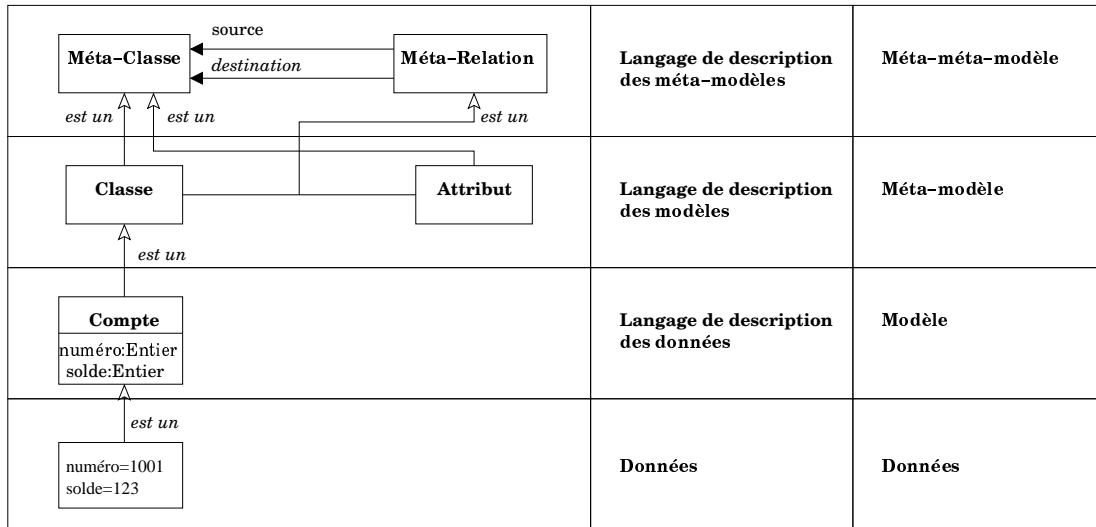 source
Méta-Classe
destination
Méta-Relation
Langage de description
des méta-modèles
Méta-méta-modèle
est un
est un
est un
Classe
Attribut
Langage de description
des modèles
Méta-modèle
est un
Compte
numéro:Entier
solde:Entier
Langage de description
des données
Modèle
est un
numéro=1001
solde=123
Données
Données